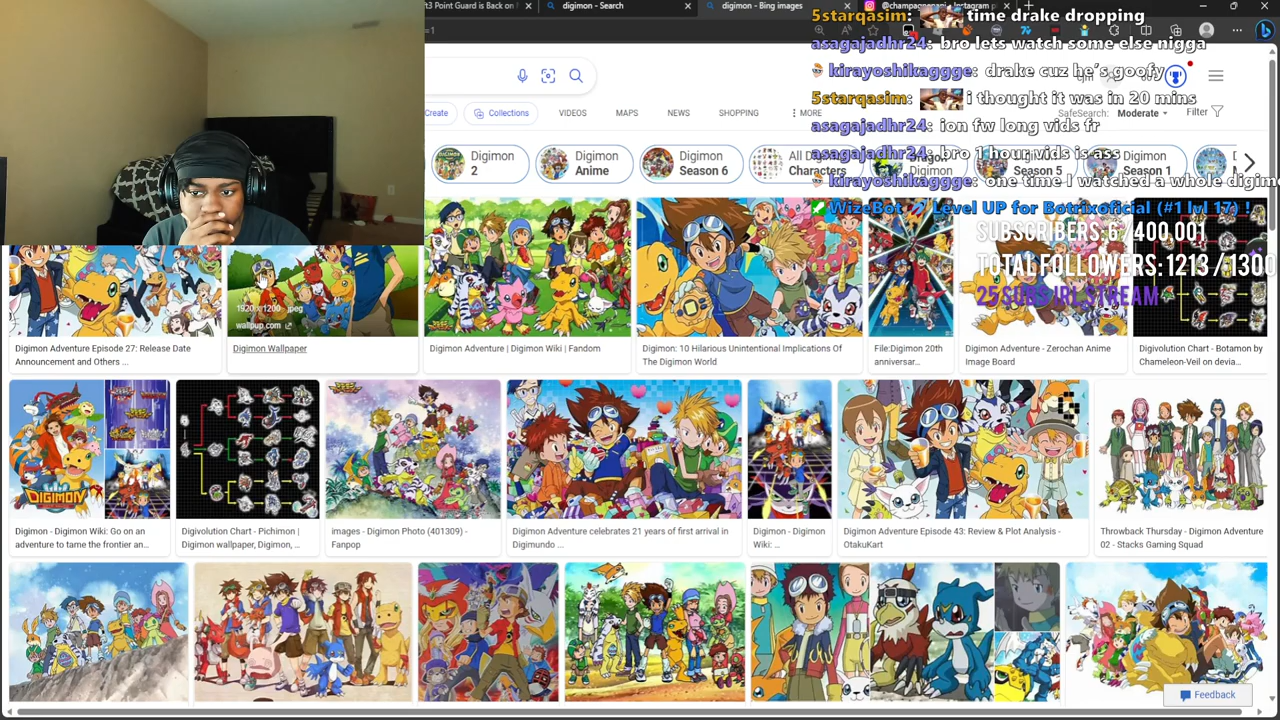 t3 Point Guard is Back on
digimon - Search
digimon - Bing images
@champagnepapi - Instagram p
=1
5starqasim: time drake dropping
asagajadhr24: bro lets watch some else nigga
kirayoshikaggge: drake cuz he's goofy
5starqasim: i thought it was in 20 mins
asagajadhr24: ion fw long vids fr
asagajadhr24: bro 1 hour vids is ass
kirayoshikaggge: one time I watched a whole digim
WizeBot Level UP for Botrixoficial (#1 lvl 17) !
SUBSCRIBERS: 6 / 400.001
TOTAL FOLLOWERS: 1213 / 1300
25 SUBS IRL STREAM
Create
Collections
VIDEOS
MAPS
NEWS
SHOPPING
MORE
SafeSearch: Moderate
Filter
Digimon
2
Digimon
Anime
Digimon
Season 6
All Di
Characters
Dragon
Digimon
Season 5
Digimon
Season 1
D
1920 x 1200 jpeg
wallpup.com
Digimon Adventure Episode 27: Release Date
Announcement and Others ...
Digimon Wallpaper
Digimon Adventure | Digimon Wiki | Fandom
Digimon: 10 Hilarious Unintentional Implications Of
The Digimon World
File:Digimon 20th
anniversar...
Digimon Adventure - Zerochan Anime
Image Board
Digivolution Chart - Botamon by
Chameleon-Veil on devia...
DIGIMON
Digimon - Digimon Wiki: Go on an
adventure to tame the frontier an...
Digivolution Chart - Pichimon |
Digimon wallpaper, Digimon, ...
images - Digimon Photo (401309) -
Fanpop
Digimon Adventure celebrates 21 years of first arrival in
Digimundo ...
Digimon - Digimon
Wiki: ...
Digimon Adventure Episode 43: Review & Plot Analysis -
OtakuKart
Throwback Thursday - Digimon Adventure
02 - Stacks Gaming Squad
Feedback